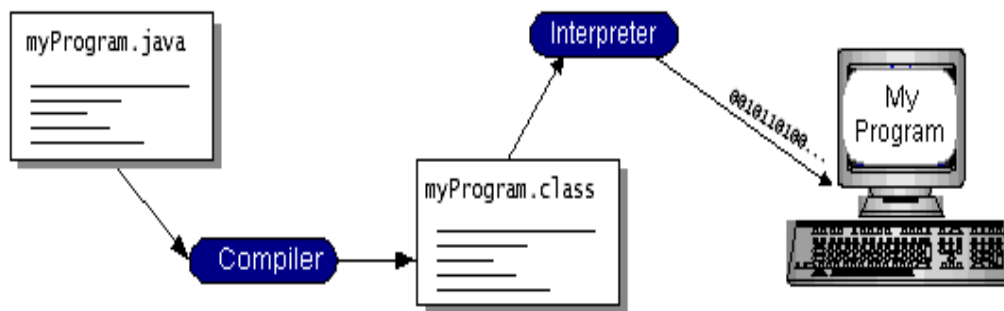 myProgram.java
Compiler
myProgram.class
Interpreter
0010110100...
My
Program